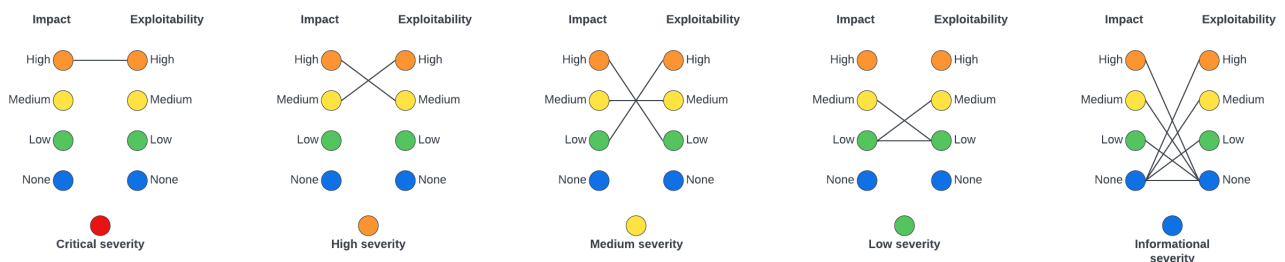 Impact Exploitability
High High
Medium Medium
Low Low
None None
Critical severity
Impact Exploitability
High High
Medium Medium
Low Low
None None
High severity
Impact Exploitability
High High
Medium Medium
Low Low
None None
Medium severity
Impact Exploitability
High High
Medium Medium
Low Low
None None
Low severity
Impact Exploitability
High High
Medium Medium
Low Low
None None
Informational
severity